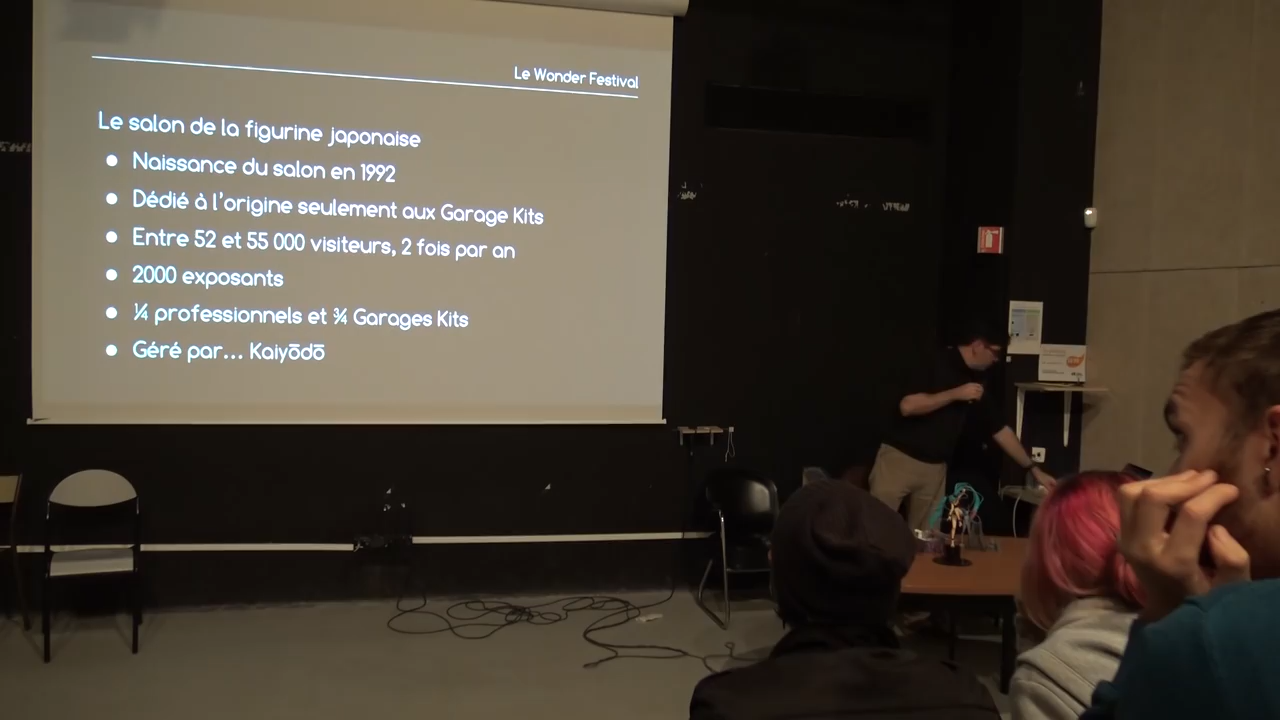 Le Wonder Festival
Le salon de la figurine japonaise
● Naissance du salon en 1992
● Dédié à l'origine seulement aux Garage Kits
● Entre 52 et 55 000 visiteurs, 2 fois par an
● 2000 exposants
● ¼ professionnels et ¾ Garages Kits
● Géré par... Kaiyōdō